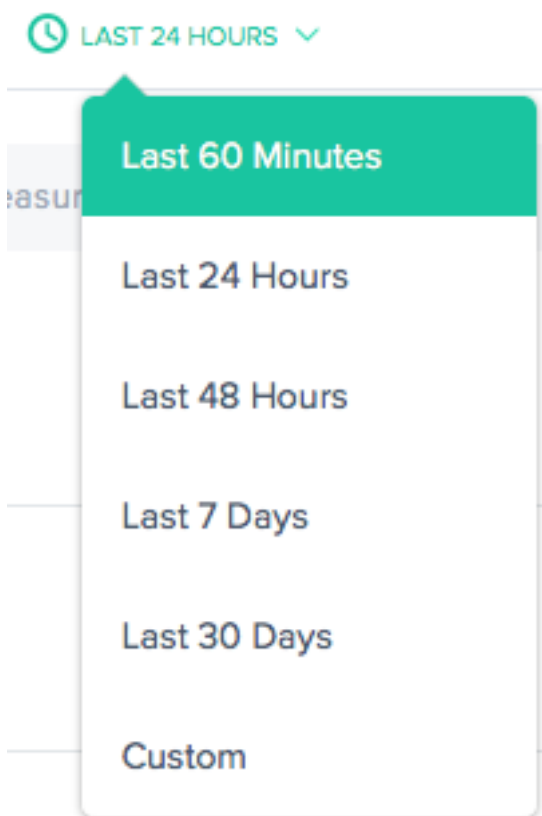 LAST 24 HOURS
Last 60 Minutes
Last 24 Hours
Last 48 Hours
Last 7 Days
Last 30 Days
Custom